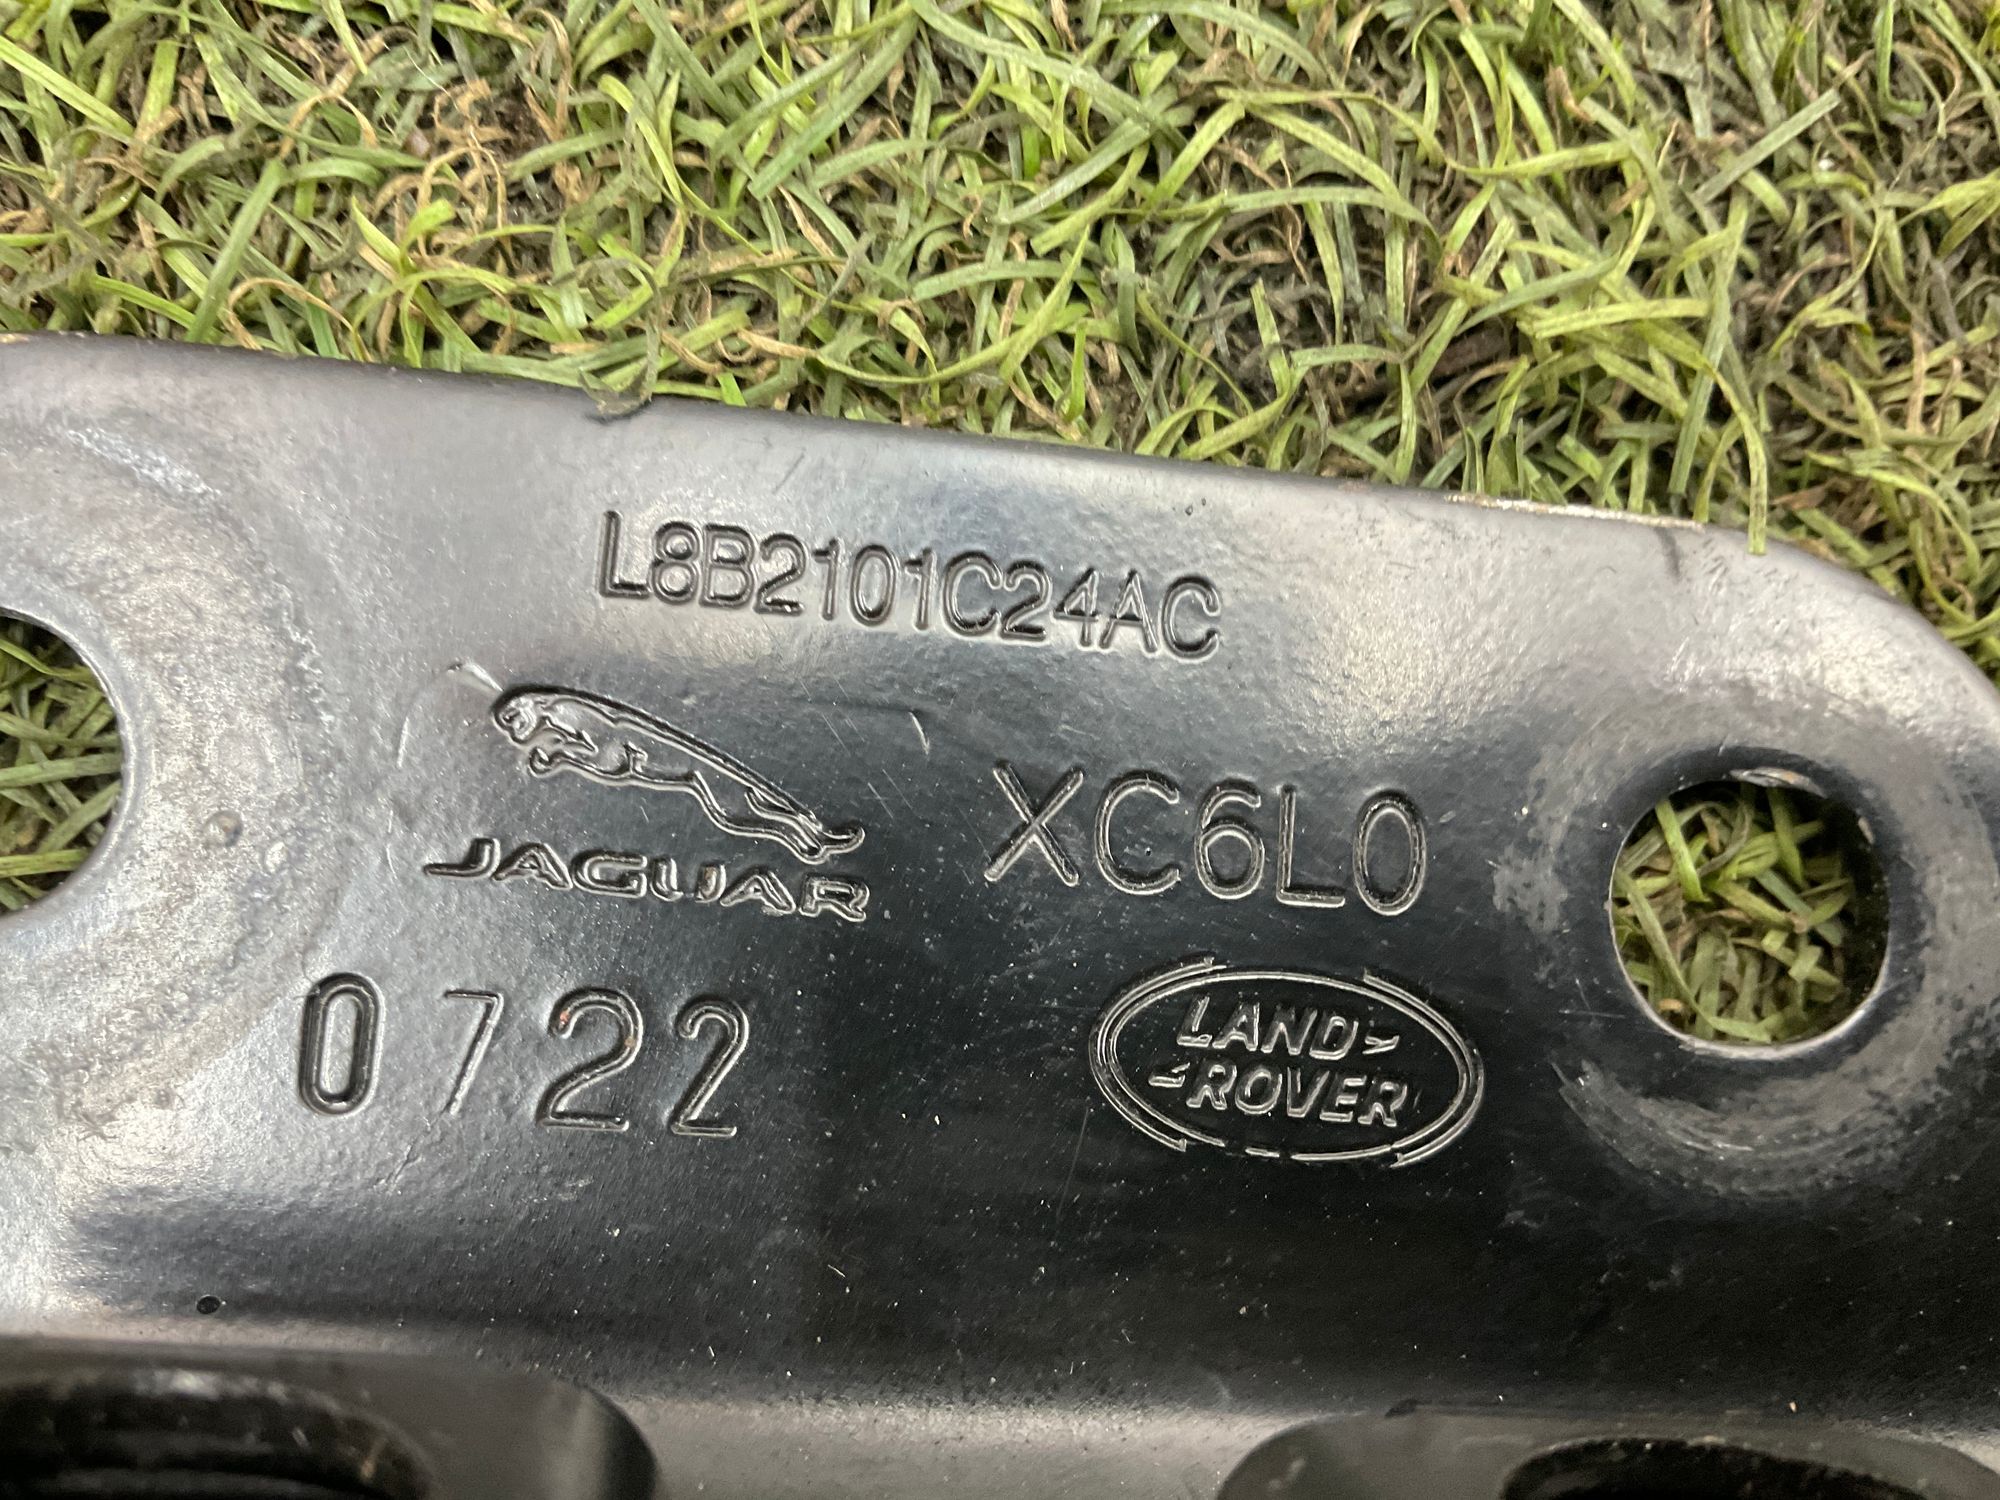 L8B2101C24AC
JAGUAR
XC6L0
0722
LAND
ROVER